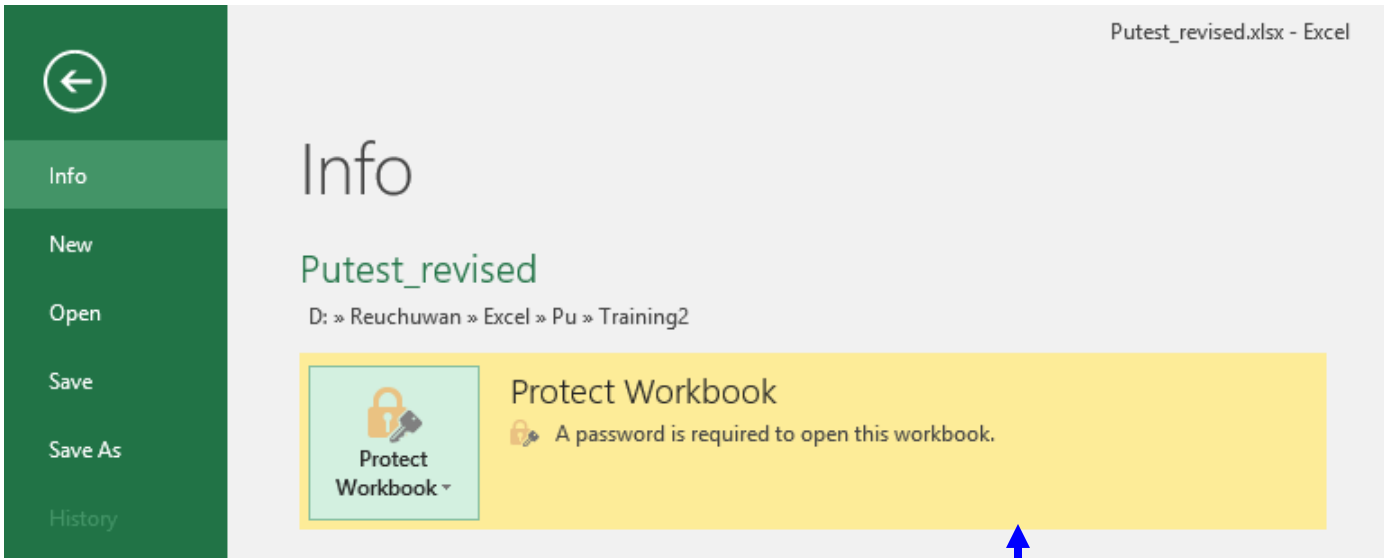 Putest_revised.xlsx - Excel
Info
New
Open
Save
Save As
History
Info
Putest_revised
D: » Reuchuwan » Excel » Pu » Training2
Protect
Workbook
Protect Workbook
A password is required to open this workbook.